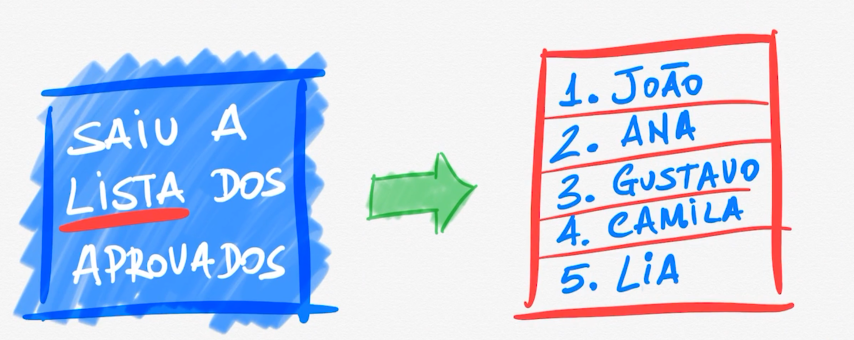 SAIU A
LISTA DOS
APROVADOS
1. JOÃO
2. ANA
3. GUSTAVO
4. CAMILA
5. LIA